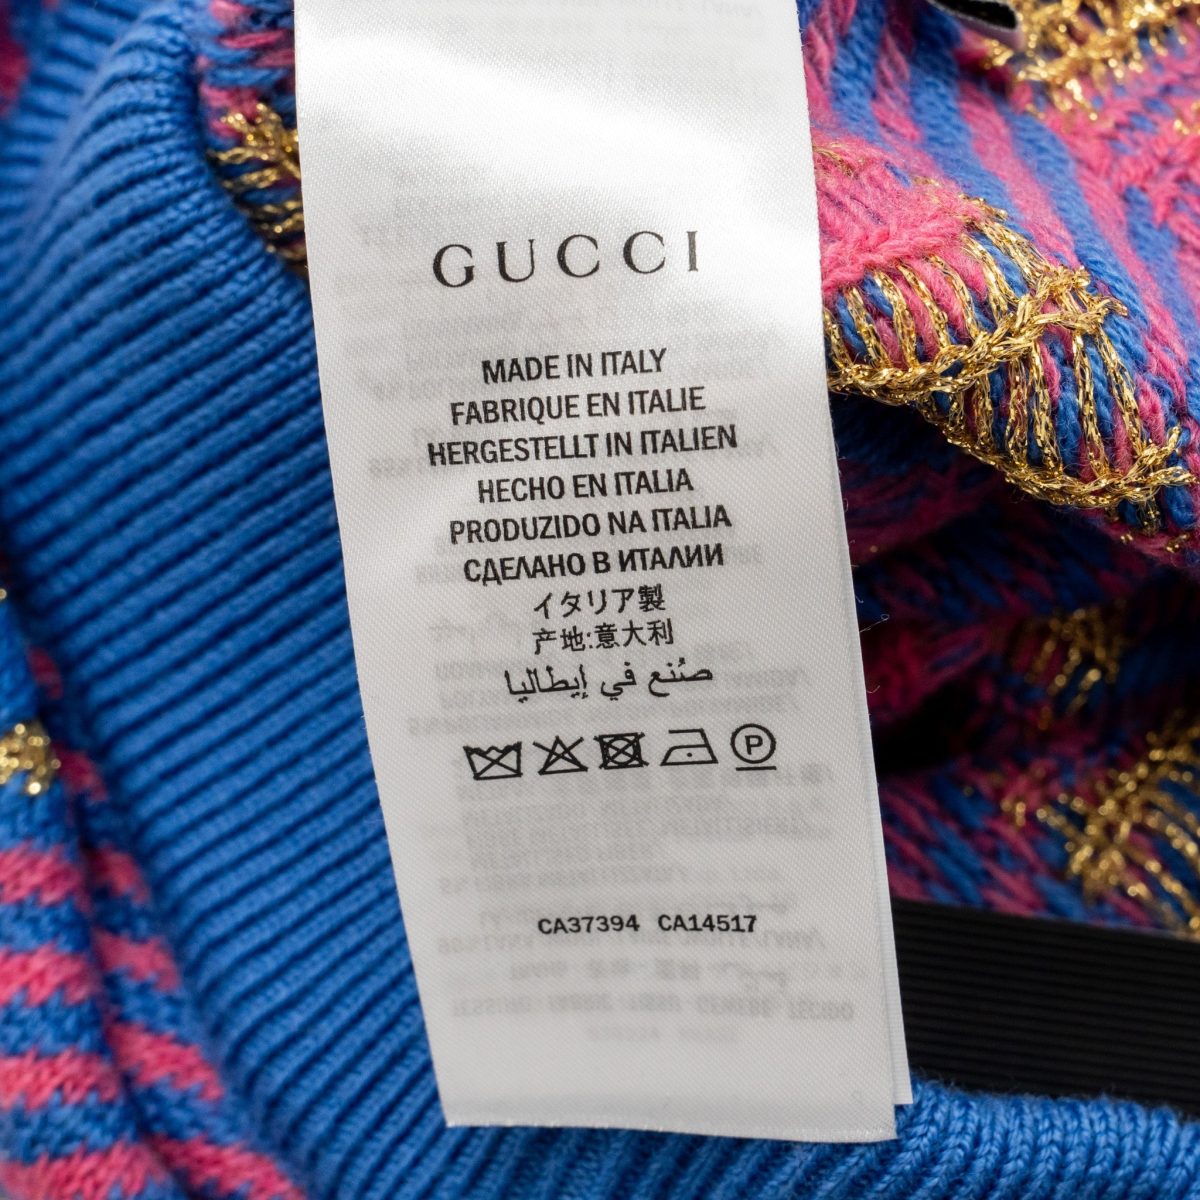 GUCCI
MADE IN ITALY
FABRIQUE EN ITALIE
HERGESTELLT IN ITALIEN
HECHO EN ITALIA
PRODUZIDO NA ITALIA
СДЕЛАНО В ИТАЛИИ
イタリア製
产地:意大利
صُنع في إيطاليا
P
CA37394 CA14517